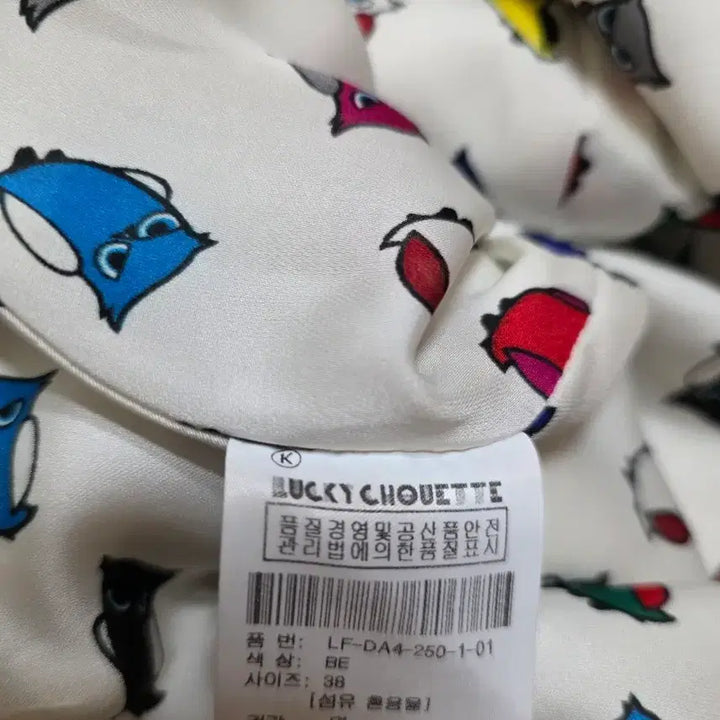 K
LUCKY CHOUETTE
품질경영및공산품안전
관리법에의한품질표시
품 번: LF-DA4-250-1-01
색 상: BE
사이즈: 38
[섬유 혼용율]